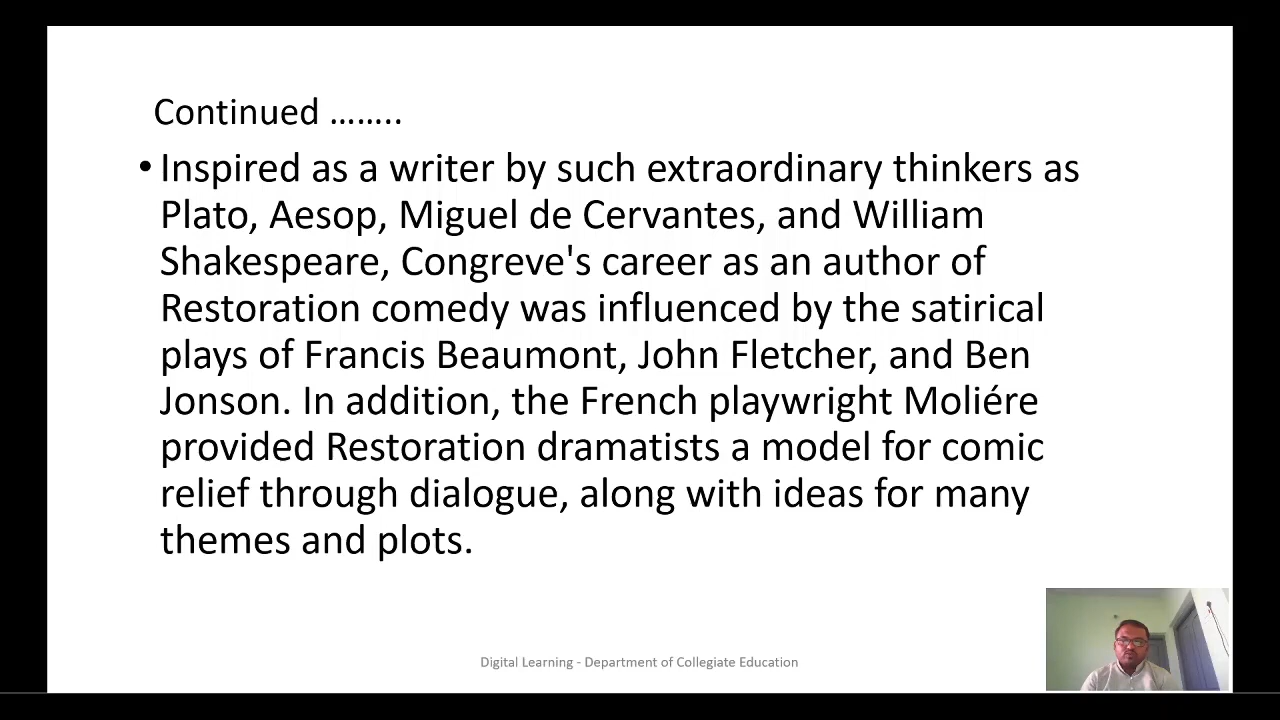 Continued ........
• Inspired as a writer by such extraordinary thinkers as
Plato, Aesop, Miguel de Cervantes, and William
Shakespeare, Congreve's career as an author of
Restoration comedy was influenced by the satirical
plays of Francis Beaumont, John Fletcher, and Ben
Jonson. In addition, the French playwright Moliére
provided Restoration dramatists a model for comic
relief through dialogue, along with ideas for many
themes and plots.
Digital Learning - Department of Collegiate Education